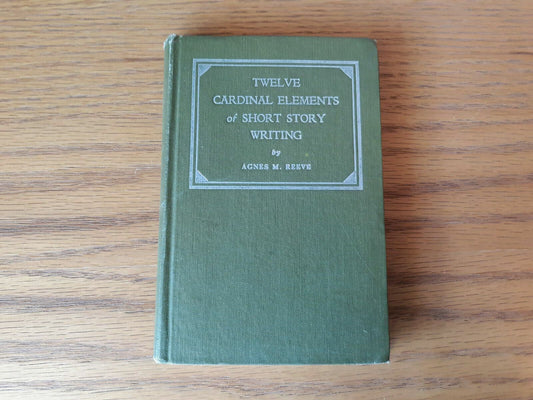 TWELVE
CARDINAL ELEMENTS
of SHORT STORY
WRITING
by
AGNES M. REEVE